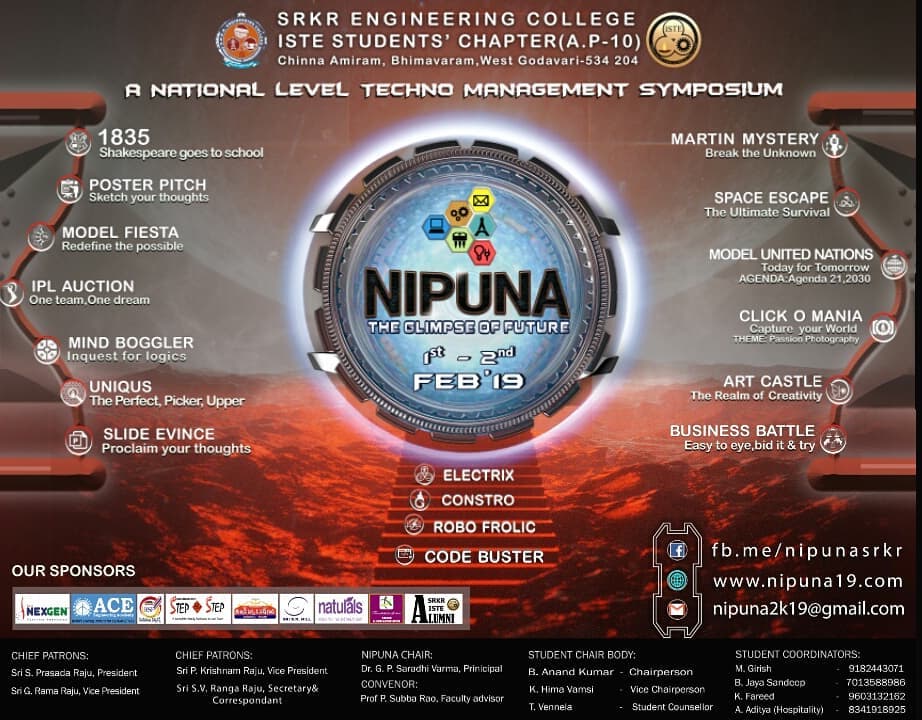 SRKR ENGINEERING COLLEGE
ISTE STUDENTS' CHAPTER(A.P-10)
Chinna Amiram, Bhimavaram,West Godavari-534 204
ISTE
A NATIONAL LEVEL TECHNO MANAGEMENT SYMPOSIUM
1835
Shakespeare goes to school
POSTER PITCH
Sketch your thoughts
MODEL FIESTA
Redefine the possible
IPL AUCTION
One team,One dream
MIND BOGGLER
Inquest for logics
UNIQUS
The Perfect, Picker, Upper
SLIDE EVINCE
Proclaim your thoughts
NIPUNA
THE GLIMPSE OF FUTURE
1st - 2nd
FEB'19
MARTIN MYSTERY
Break the Unknown
SPACE ESCAPE
The Ultimate Survival
MODEL UNITED NATIONS
Today for Tomorrow
AGENDA:Agenda 21,2030
CLICK O MANIA
Capture your World
THEME: Passion Photography
ART CASTLE
The Realm of Creativity
BUSINESS BATTLE
Easy to eye,bid it & try
ELECTRIX
CONSTRO
ROBO FROLIC
CODE BUSTER
fb.me/nipunasrkr
www.nipuna19.com
nipuna2k19@gmail.com
OUR SPONSORS
NEXGEN
ACE
STEP STEP
naturals
SRKR ISTE ALUMNI
CHIEF PATRONS:
Sri S. Prasada Raju, President
Sri G. Rama Raju, Vice President
CHIEF PATRONS:
Sri P. Krishnam Raju, Vice President
Sri S.V. Ranga Raju, Secretary&
Correspondant
NIPUNA CHAIR:
Dr. G. P. Saradhi Varma, Prinicipal
CONVENOR:
Prof P. Subba Rao, Faculty advisor
STUDENT CHAIR BODY:
B. Anand Kumar - Chairperson
K. Hima Vamsi - Vice Chairperson
T. Vennela - Student Counsellor
STUDENT COORDINATORS:
M. Girish - 9182443071
B. Jaya Sandeep - 7013588986
K. Fareed - 9603132162
A. Aditya (Hospitality) - 8341918925